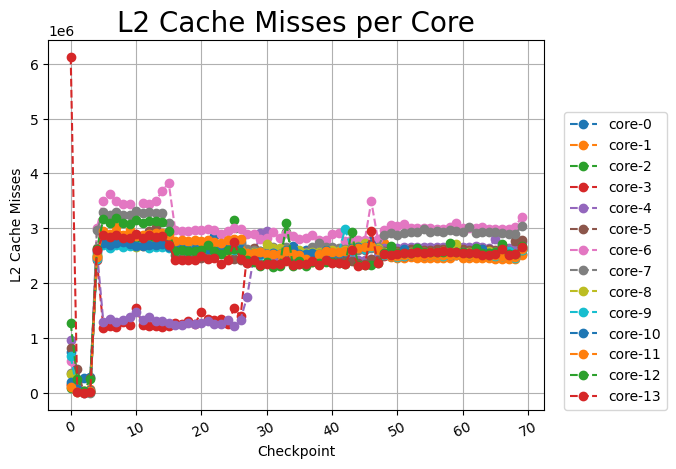 L2 Cache Misses per Core
1e6
6
5
4
3
2
1
0
L2 Cache Misses
0
10
20
30
40
50
60
70
Checkpoint
core-0
core-1
core-2
core-3
core-4
core-5
core-6
core-7
core-8
core-9
core-10
core-11
core-12
core-13